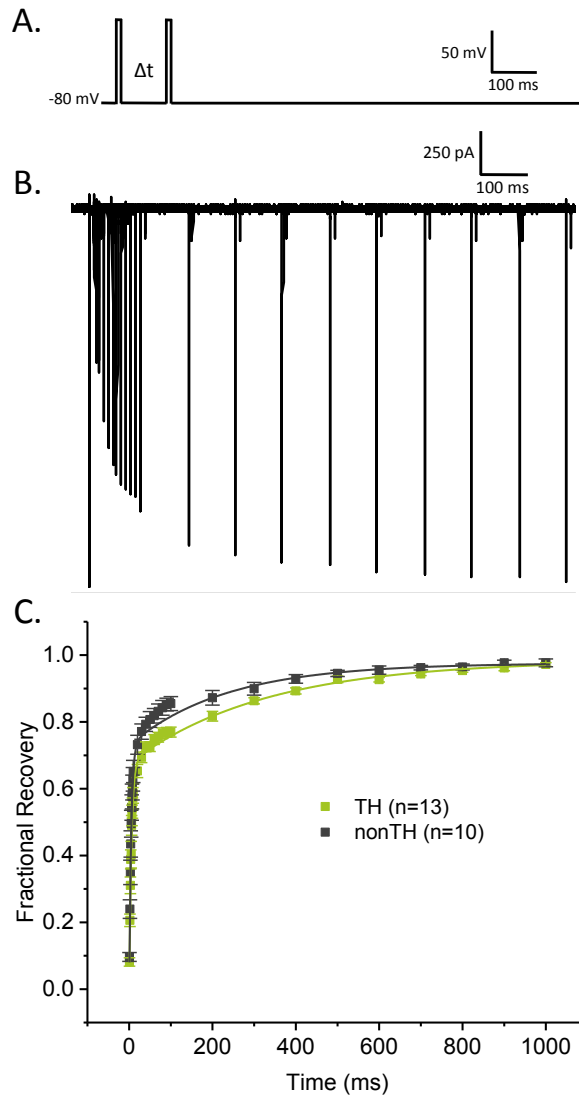 A.
Δt
50 mV
100 ms
-80 mV
250 pA
100 ms
B.
C.
1.0
0.8
0.6
0.4
0.2
0.0
Fractional Recovery
TH (n=13)
nonTH (n=10)
0 200 400 600 800 1000
Time (ms)